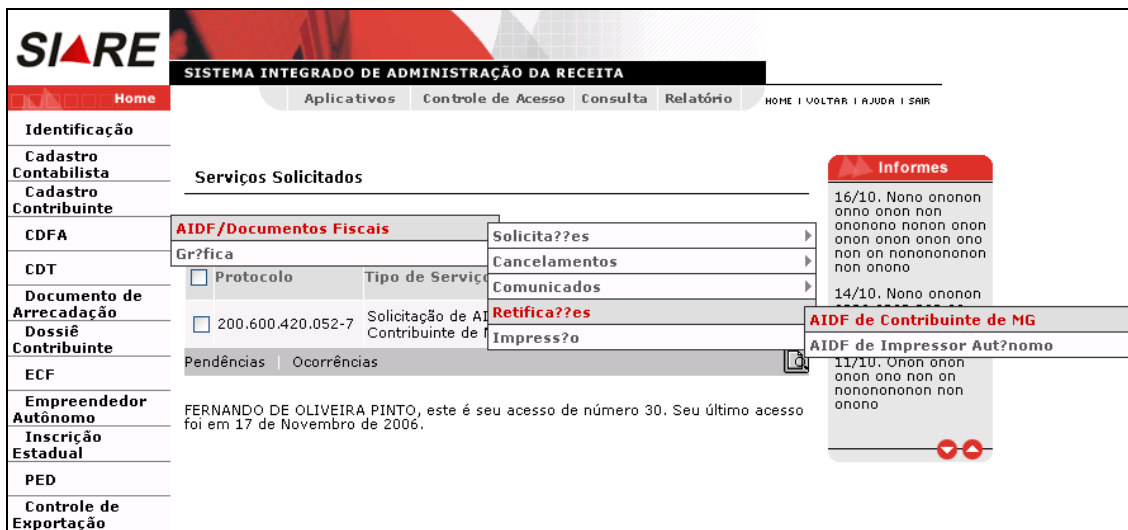 SIARE
SISTEMA INTEGRADO DE ADMINISTRAÇÃO DA RECEITA
Home
Aplicativos Controle de Acesso Consulta Relatório HOME | VOLTAR | AJUDA | SAIR
Identificação
Cadastro
Contabilista
Cadastro
Contribuinte
CDFA
CDT
Documento de
Arrecadação
Dossiê
Contribuinte
ECF
Empreendedor
Autônomo
Inscrição
Estadual
PED
Controle de
Exportação
Serviços Solicitados
AIDF/Documentos Fiscais
Gr?fica
Solicita??es
Cancelamentos
Comunicados
Retifica??es
Impress?o
AIDF de Contribuinte de MG
AIDF de Impressor Aut?nomo
Protocolo Tipo de Serviço
200.600.420.052-7 Solicitação de
Contribuinte de
Pendências | Ocorrências
FERNANDO DE OLIVEIRA PINTO, este é seu acesso de número 30. Seu último acesso
foi em 17 de Novembro de 2006.
Informes
16/10. Nono ononon
onno onon non
ononono nonon onon
onon onon onon ono
non on nononononon
non onono
14/10. Nono ononon
11/10. Onon onon
onon ono non on
nononononon non
onono